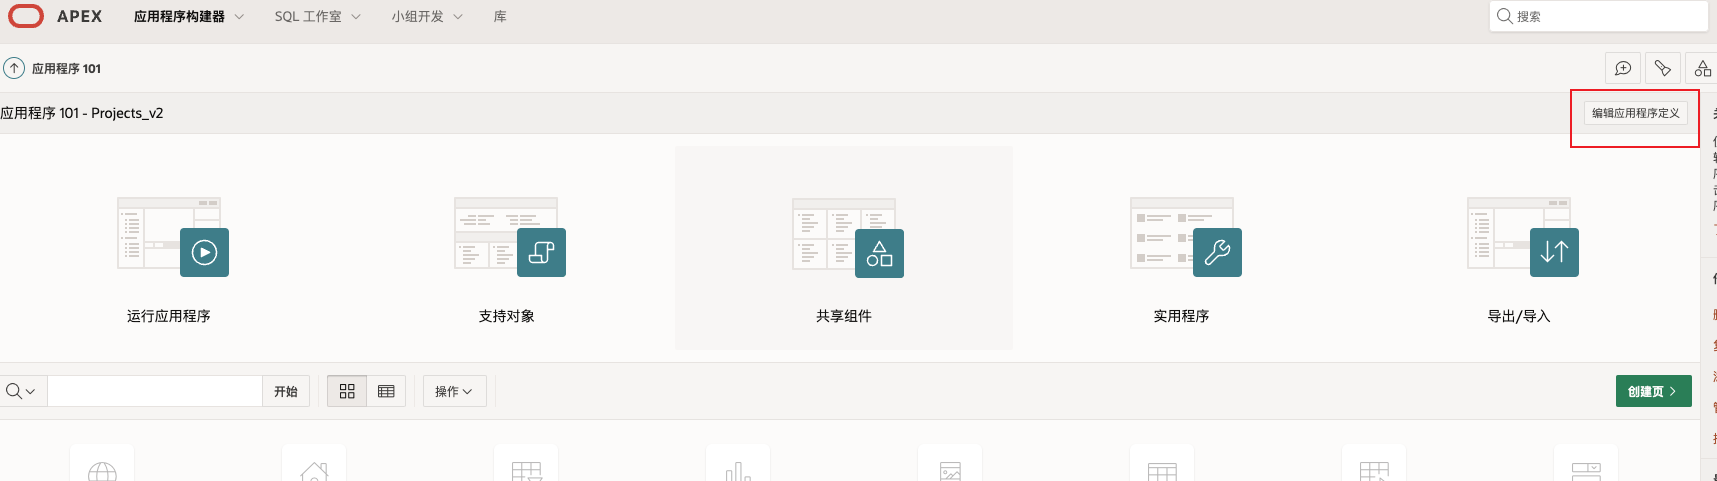 APEX 应用程序构建器 SQL 工作室 小组开发 库 搜索
应用程序 101
应用程序 101 - Projects_v2 编辑应用程序定义
运行应用程序 支持对象 共享组件 实用程序 导出/导入
开始 操作 创建页